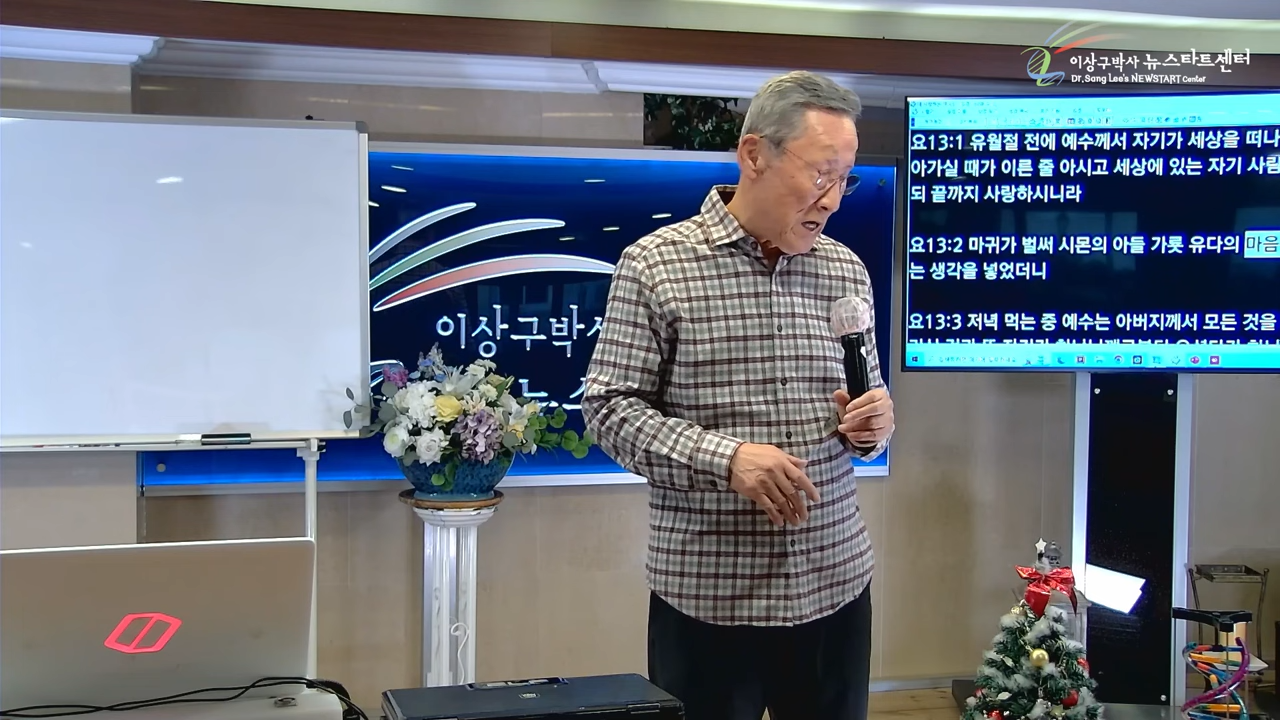 이상구박사 뉴스타트센터
Dr. Sang Lee's NEWSTART Center
요13:1 유월절 전에 예수께서 자기가 세상을 떠나
아가실 때가 이른 줄 아시고 세상에 있는 자기 사람
되 끝까지 사랑하시니라
요13:2 마귀가 벌써 시몬의 아들 가룟 유다의 마음
는 생각을 넣었더니
요13:3 저녁 먹는 중 예수는 아버지께서 모든 것을
이상구박사
뉴스